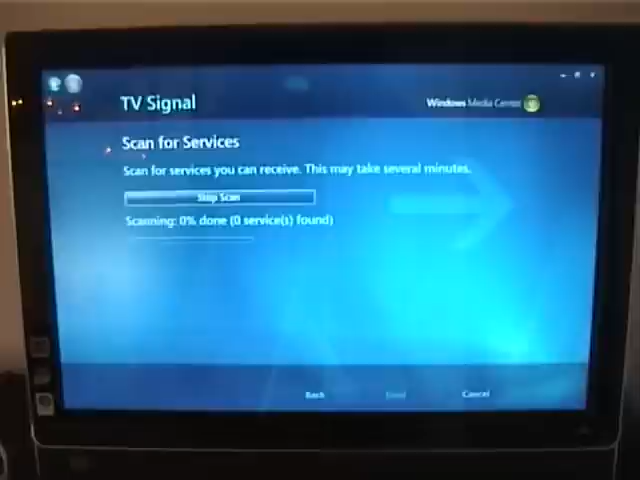 TV Signal
Windows Media Center
Scan for Services
Scan for services you can receive. This may take several minutes.
Stop Scan
Scanning: 0% done (0 service(s) found)
Back
Cancel